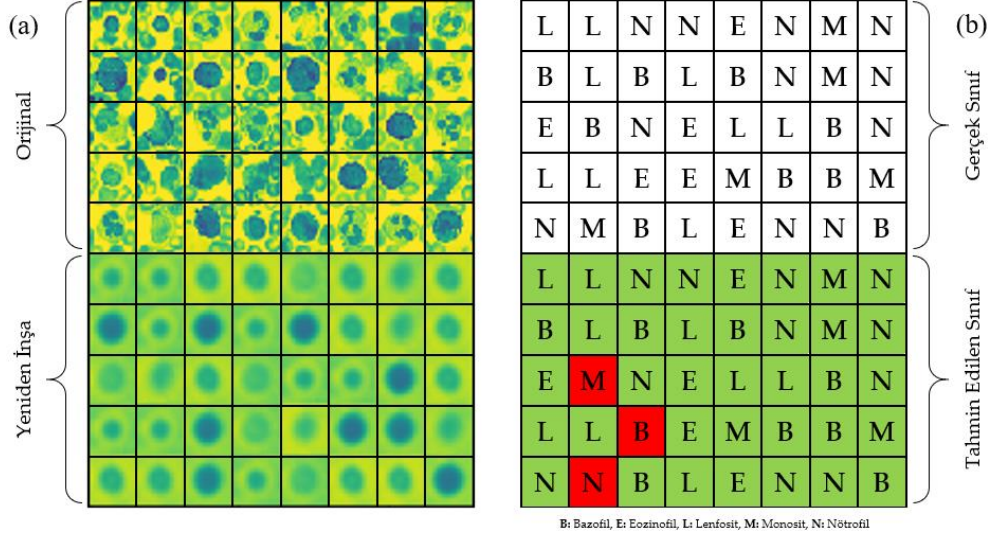 (a)
Orijinal
Yeniden İnşa
L L N N E N M N
B L B L B N M N
E B N E L L B N
L L E E M B B M
N M B L E N N B
L L N N E N M N
B L B L B N M N
E M N E L L B N
L L B E M B B M
N N B L E N N B
(b)
Gerçek Sınıf
Tahmin Edilen Sınıf
B: Bazofil, E: Eozinofil, L: Lenfosit, M: Monosit, N: Nötrofil